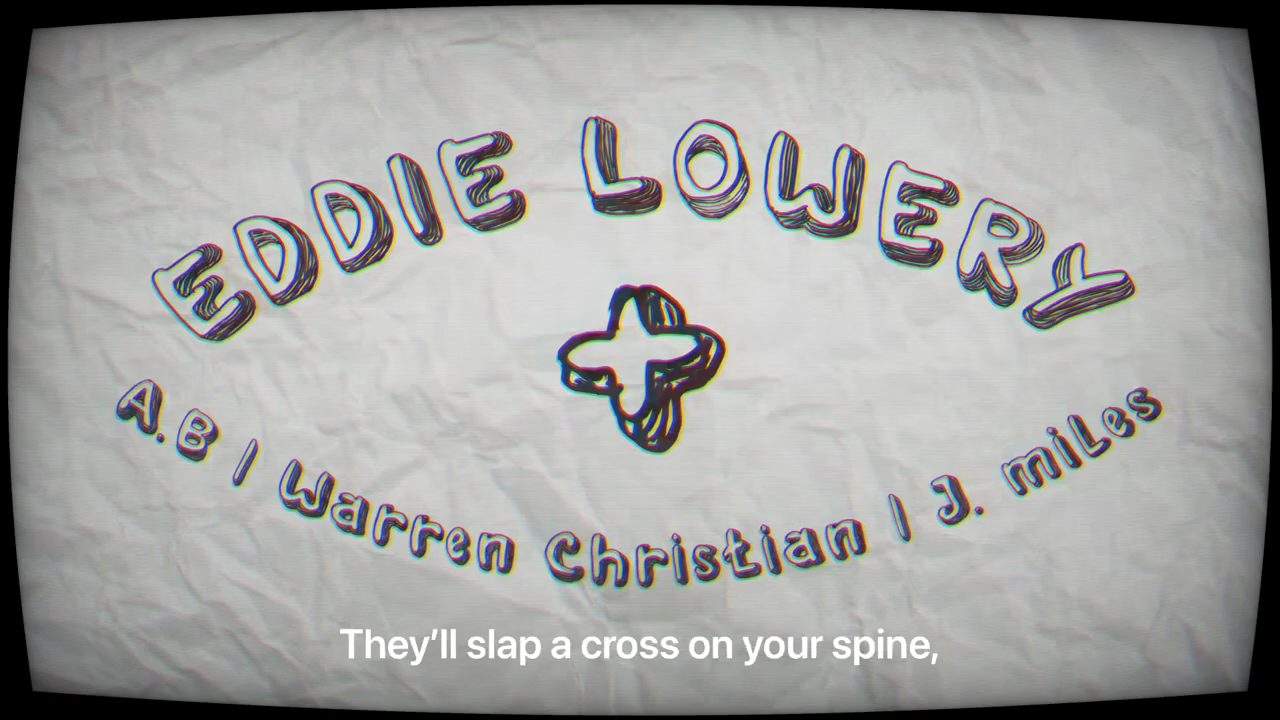 EDDIE LOWERY
A.B | Warren Christian | J. miles
They’ll slap a cross on your spine,